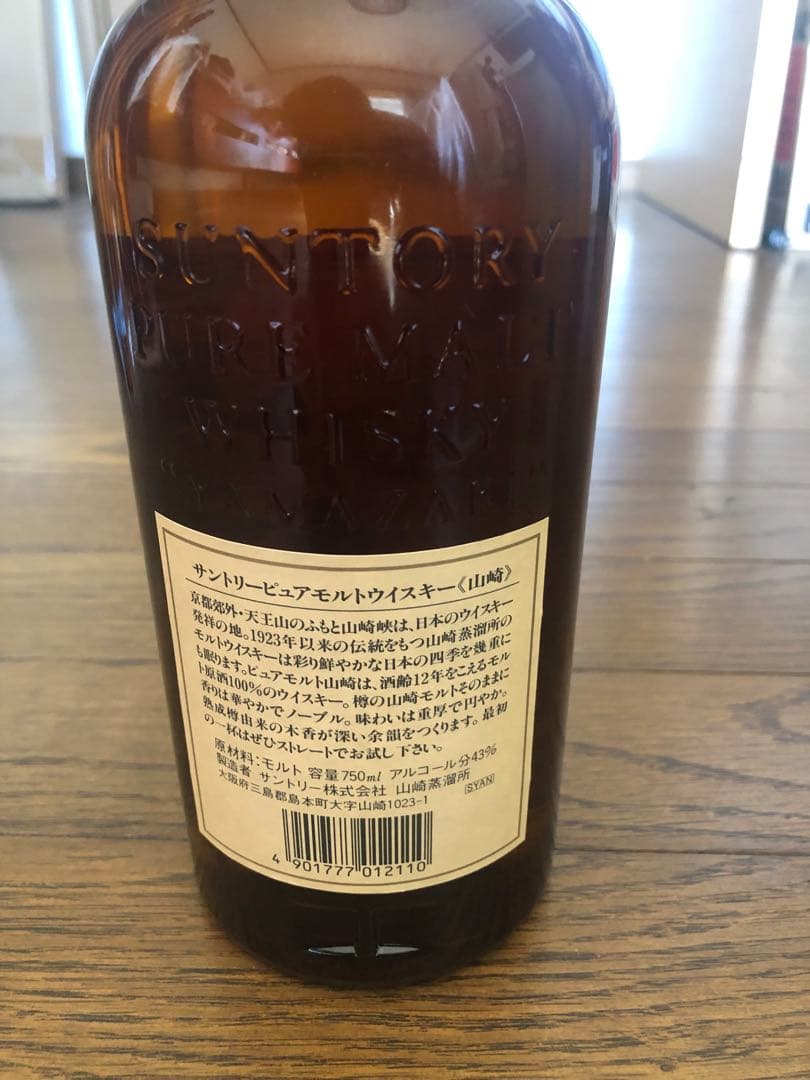 SUNTORY
PURE MALT
WHISKY
"YAMAZAKI"
サントリーピュアモルトウイスキー《山崎》
京都郊外・天王山のふもと山崎峡は、日本のウイスキー
発祥の地。1923年以来の伝統をもつ山崎蒸溜所の
モルトウイスキーは彩り鮮やかな日本の四季を幾重に
も眠ります。ピュアモルト山崎は、酒齢12年をこえるモル
ト原酒100%のウイスキー。樽の山崎モルトそのままに
香りは華やかでノーブル。味わいは重厚で円やか。
熟成樽由来の木香が深い余韻をつくります。最初
の一杯はぜひストレートでお試し下さい。
原材料:モルト 容量750ml アルコール分43%
製造者 サントリー株式会社 山崎蒸溜所
大阪府三島郡島本町大字山崎1023-1 SYAN
4 901777 012110